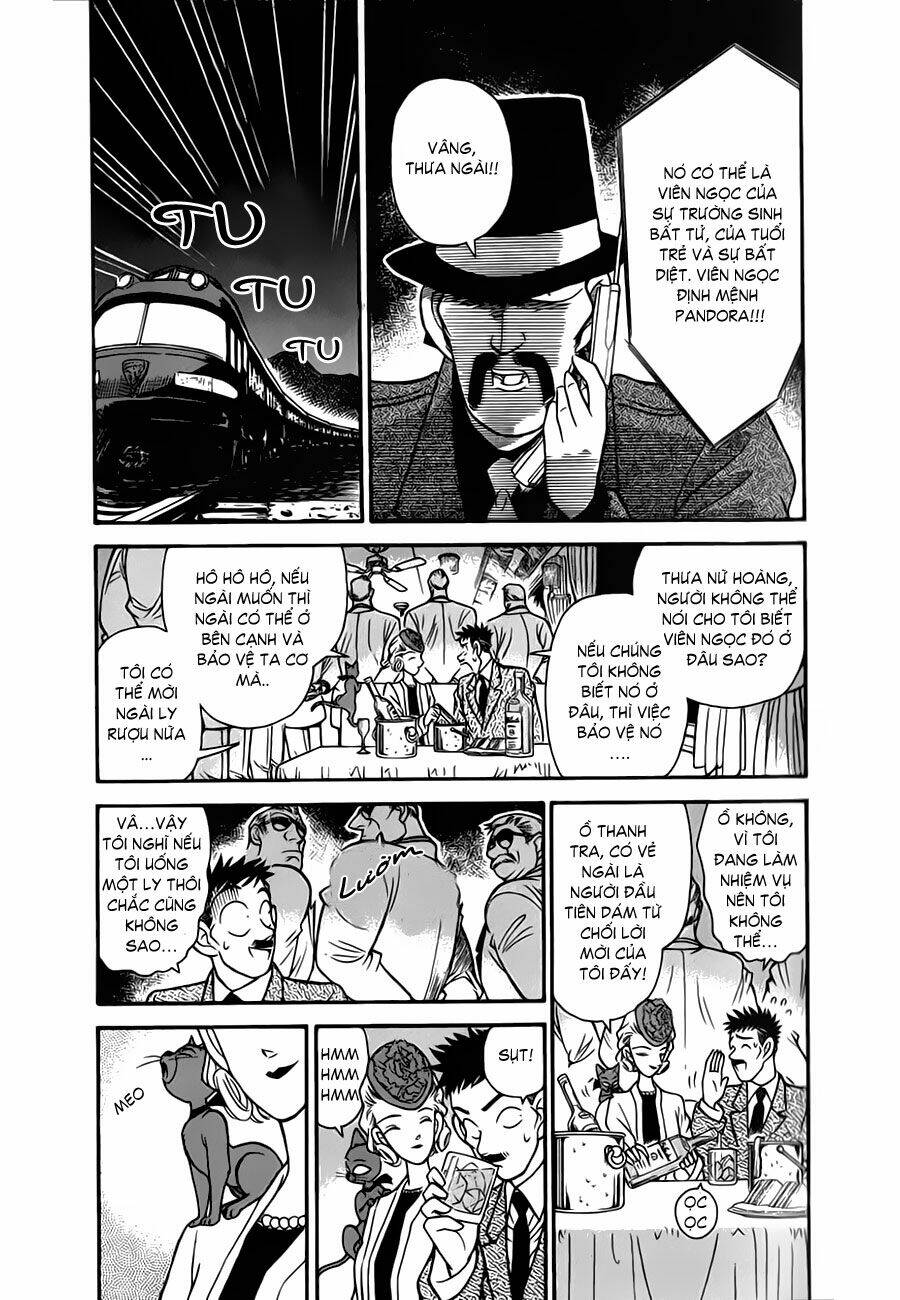 NÓ CÓ THỂ LÀ
VIÊN NGỌC CỦA
SỰ TRƯỜNG SINH
BẤT TỬ, CỦA TUỔI
TRẺ VÀ SỰ BẤT
DIỆT. VIÊN NGỌC
ĐỊNH MỆNH
PANDORA!!!
VÂNG,
THƯA NGÀI!!
TU
TU
TU
THƯA NỮ HOÀNG,
NGƯỜI KHÔNG THỂ
NÓI CHO TÔI BIẾT
VIÊN NGỌC ĐÓ Ở
ĐÂU SAO?
NẾU CHÚNG
TÔI KHÔNG
BIẾT NÓ Ở
ĐÂU, THÌ VIỆC
BẢO VỆ NÓ
....
HÔ HÔ HÔ, NẾU
NGÀI MUỐN THÌ
NGÀI CÓ THỂ Ở
BÊN CẠNH VÀ
BẢO VỆ TA CƠ
MÀ..
TÔI CÓ
THỂ MỜI
NGÀI LY
RƯỢU NỮA
...
Ồ KHÔNG,
VÌ TÔI
ĐANG LÀM
NHIỆM VỤ
NÊN TÔI
KHÔNG
THỂ...
Ồ THANH
TRA, CÓ VẺ
NGÀI LÀ
NGƯỜI ĐẦU
TIÊN DÁM TỪ
CHỐI LỜI
MỜI CỦA
TÔI ĐẤY!
ỌC
ỌC
LƯỜM
VÂ...VẬY
TÔI NGHĨ NẾU
TÔI UỐNG
MỘT LY THÔI
CHẮC CŨNG
KHÔNG
SAO...
SỤT!
HMM
HMM
HMM
MEO